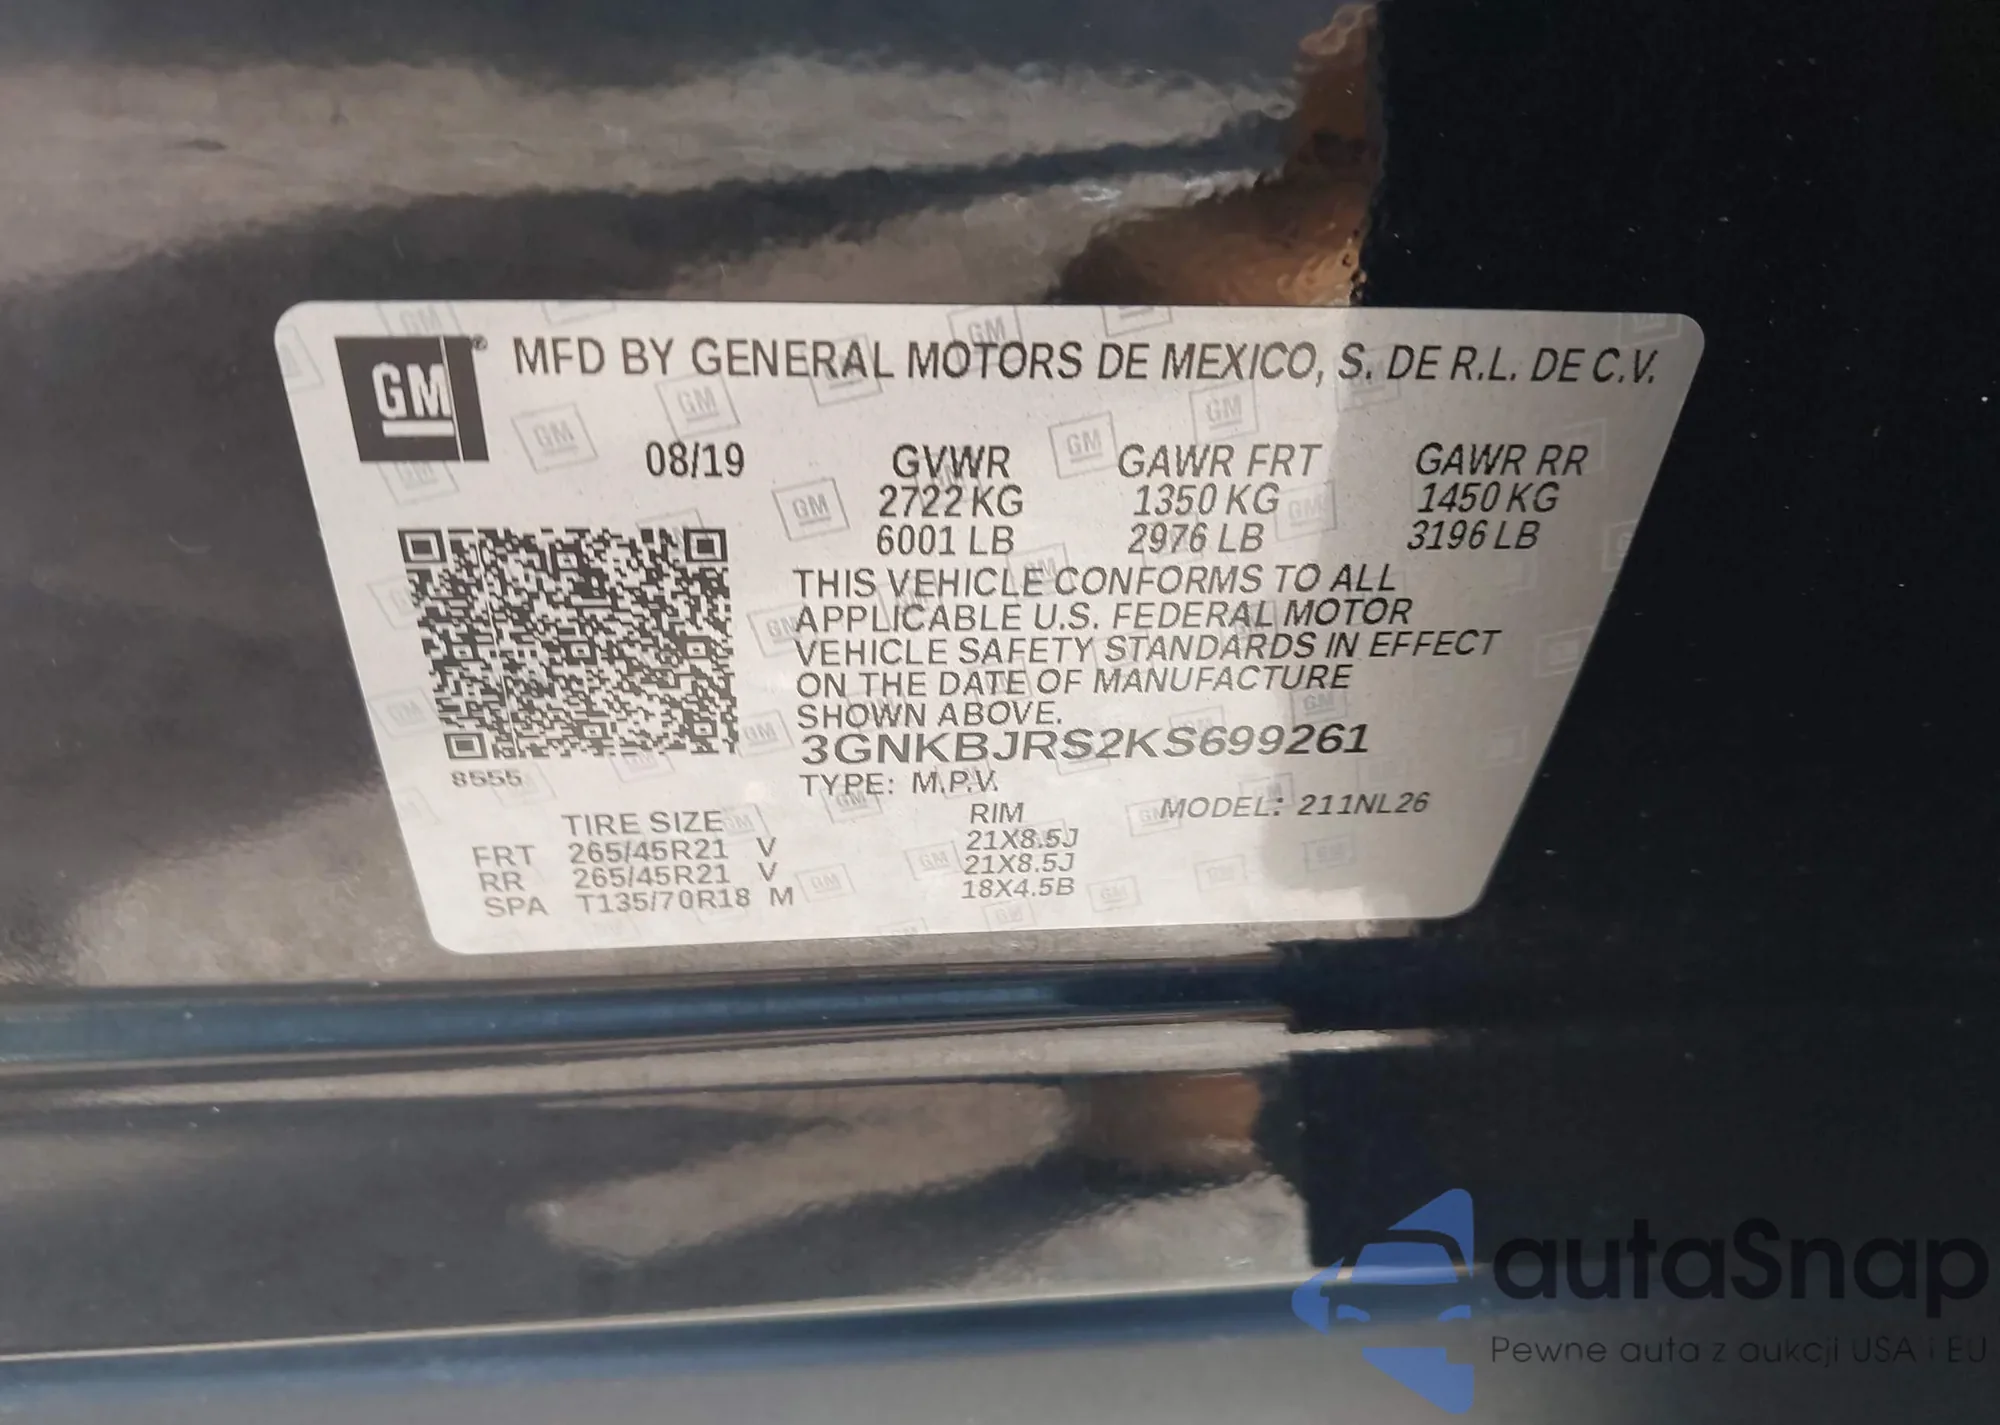 GM®
MFD BY GENERAL MOTORS DE MEXICO, S. DE R.L. DE C.V.
08/19 GVWR GAWR FRT GAWR RR
2722 KG 1350 KG 1450 KG
6001 LB 2976 LB 3196 LB
THIS VEHICLE CONFORMS TO ALL
APPLICABLE U.S. FEDERAL MOTOR
VEHICLE SAFETY STANDARDS IN EFFECT
ON THE DATE OF MANUFACTURE
SHOWN ABOVE.
3GNKBJRS2KS699261
8555
TYPE: M.P.V.
MODEL: 211NL26
TIRE SIZE RIM
FRT 265/45R21 V 21X8.5J
RR 265/45R21 V 21X8.5J
SPA T135/70R18 M 18X4.5B
autaSnap
Pewne auta z aukcji USA i EU